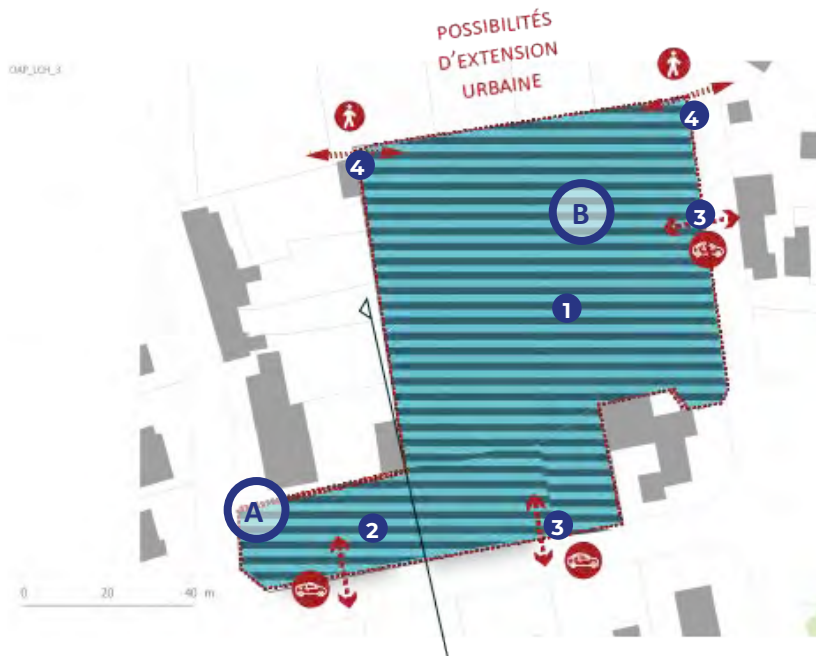 POSSIBILITÉS
D'EXTENSION
URBAINE
OAP_LCH_3
4
4
B
3
1
A
2
3
0 20 40 m